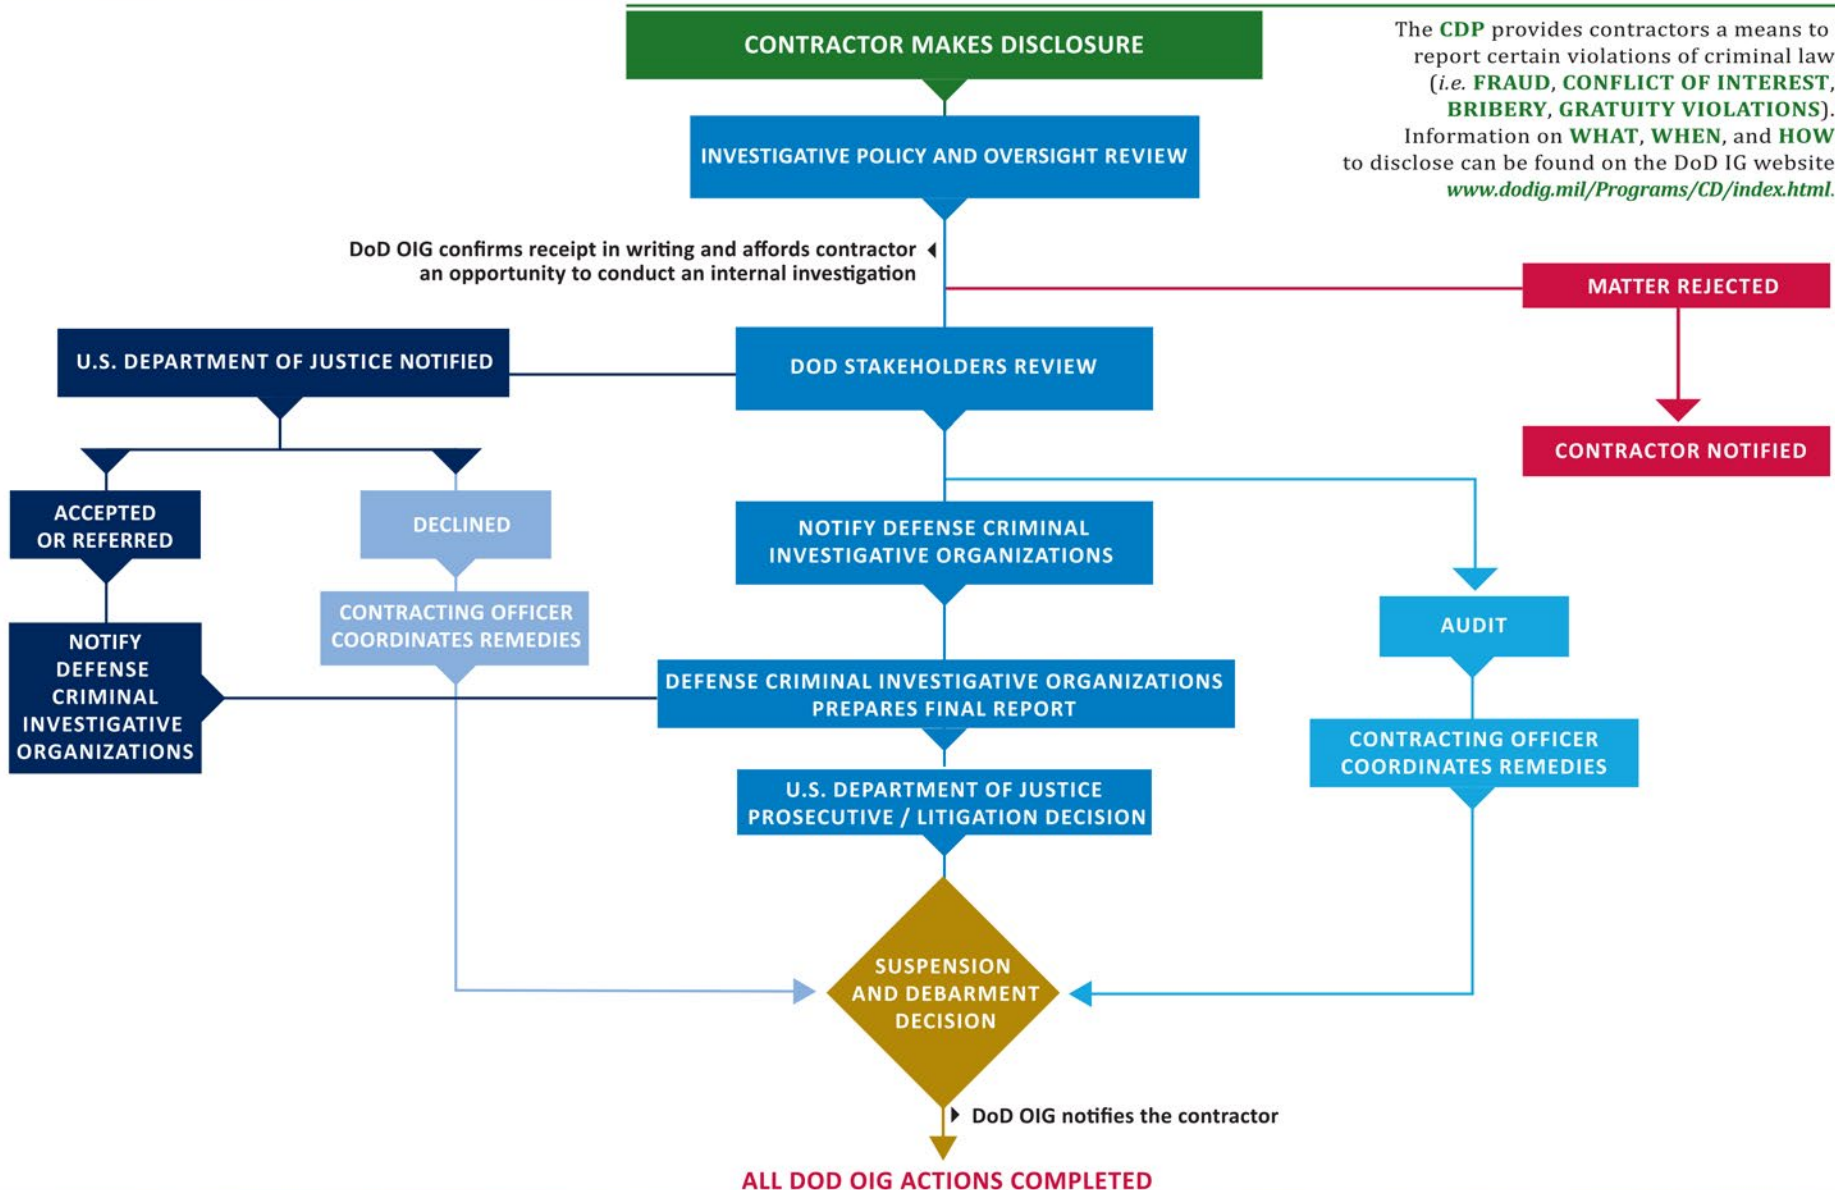 CONTRACTOR MAKES DISCLOSURE
The CDP provides contractors a means to
report certain violations of criminal law
(i.e. FRAUD, CONFLICT OF INTEREST,
BRIBERY, GRATUITY VIOLATIONS).
Information on WHAT, WHEN, and HOW
to disclose can be found on the DoD IG website
www.dodig.mil/Programs/CD/index.html.
INVESTIGATIVE POLICY AND OVERSIGHT REVIEW
DoD OIG confirms receipt in writing and affords contractor
an opportunity to conduct an internal investigation
MATTER REJECTED
CONTRACTOR NOTIFIED
U.S. DEPARTMENT OF JUSTICE NOTIFIED
DOD STAKEHOLDERS REVIEW
ACCEPTED
OR REFERRED
DECLINED
NOTIFY DEFENSE CRIMINAL
INVESTIGATIVE ORGANIZATIONS
CONTRACTING OFFICER
COORDINATES REMEDIES
AUDIT
NOTIFY
DEFENSE
CRIMINAL
INVESTIGATIVE
ORGANIZATIONS
DEFENSE CRIMINAL INVESTIGATIVE ORGANIZATIONS
PREPARES FINAL REPORT
CONTRACTING OFFICER
COORDINATES REMEDIES
U.S. DEPARTMENT OF JUSTICE
PROSECUTIVE / LITIGATION DECISION
SUSPENSION
AND DEBARMENT
DECISION
DoD OIG notifies the contractor
ALL DOD OIG ACTIONS COMPLETED